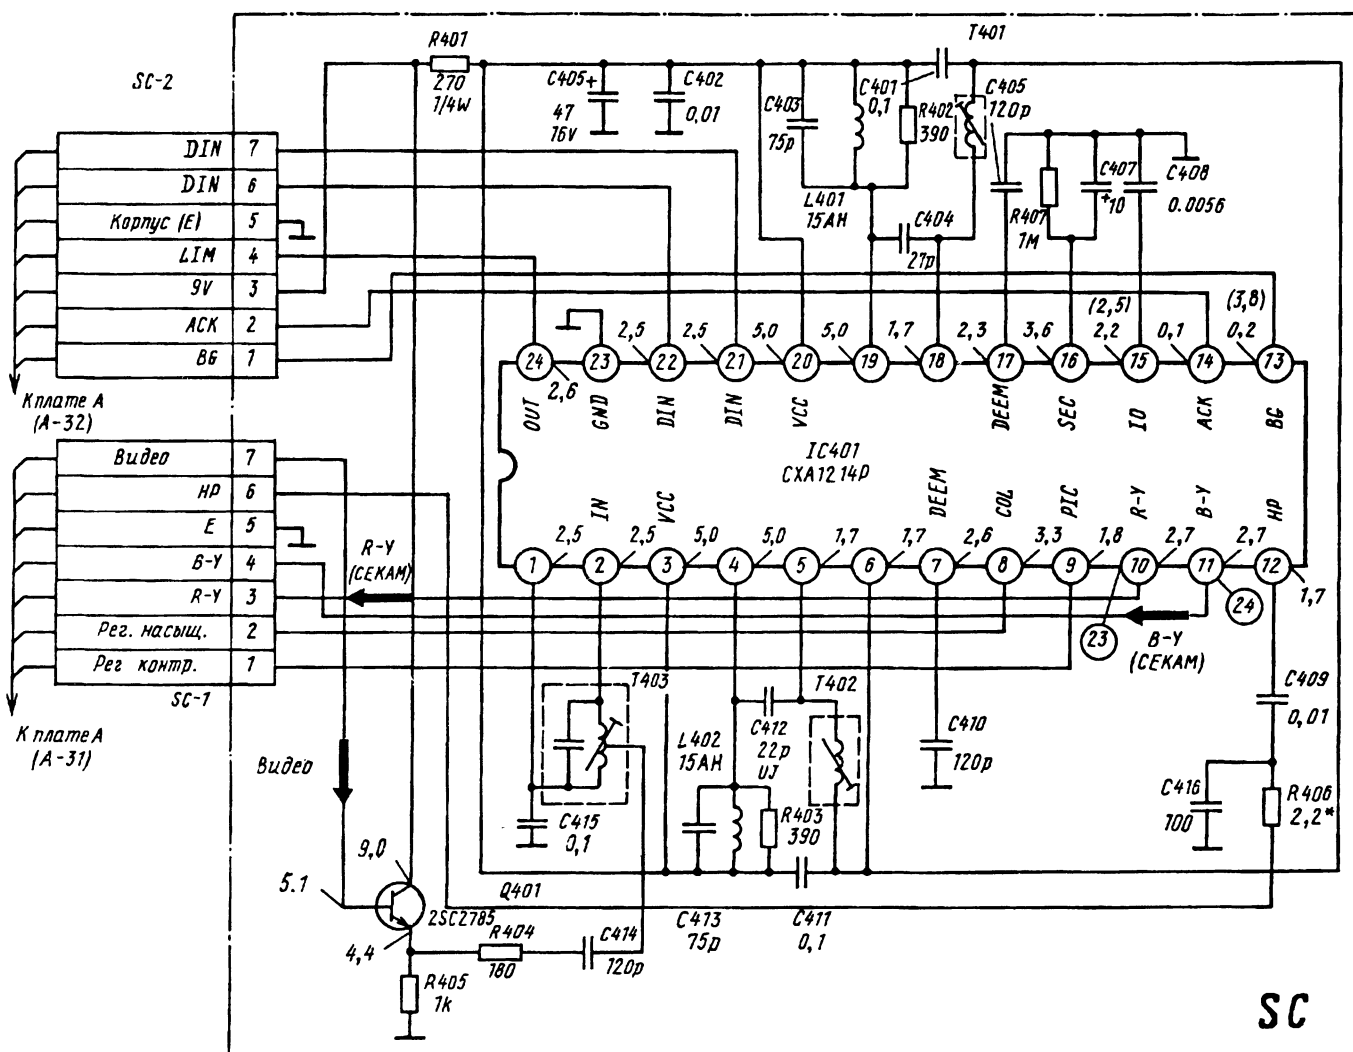 SC-2
R401
270
1/4W
C405+
47
16V
C402
0,01
C403
75p
C401
0,1
R402
390
T401
C405
120p
L401
15АН
C404
27p
R407
1M
C407
+10
C408
0.0056
DIN 7
DIN 6
Корпус (E) 5
LIM 4
9V 3
ACK 2
BG 1
К плате А
(А-32)
2,6
2,5
2.5
5,0
5,0
1,7
2,3
3,6
(2,5)
2,2
0,1
(3,8)
0,2
24 23 22 21 20 19 18 17 16 15 14 13
OUT
GND
DIN
DIN
VCC
DEEM
SEC
IO
ACK
BG
IC401
CXA1214P
IN
VCC
DEEM
COL
PIC
R-Y
B-Y
HP
2,5
2,5
5,0
5,0
1,7
1,7
2,6
3,3
1,8
2,7
2,7
1,7
1 2 3 4 5 6 7 8 9 10 11 12
Видео 7
HP 6
E 5
B-Y 4
R-Y 3
Рег. насыщ. 2
Рег контр. 1
SC-1
К плате А
(А-31)
R-Y
(СЕКАМ)
23
24
B-Y
(СЕКАМ)
Видео
T403
C415
0,1
L402
15АН
C412
22p
UJ
T402
R403
390
C410
120p
C409
0,01
C416
100
R406
2,2*
9,0
5.1
4,4
Q401
2SC2785
R404
180
C414
120p
C413
75p
C411
0,1
R405
1k
SC